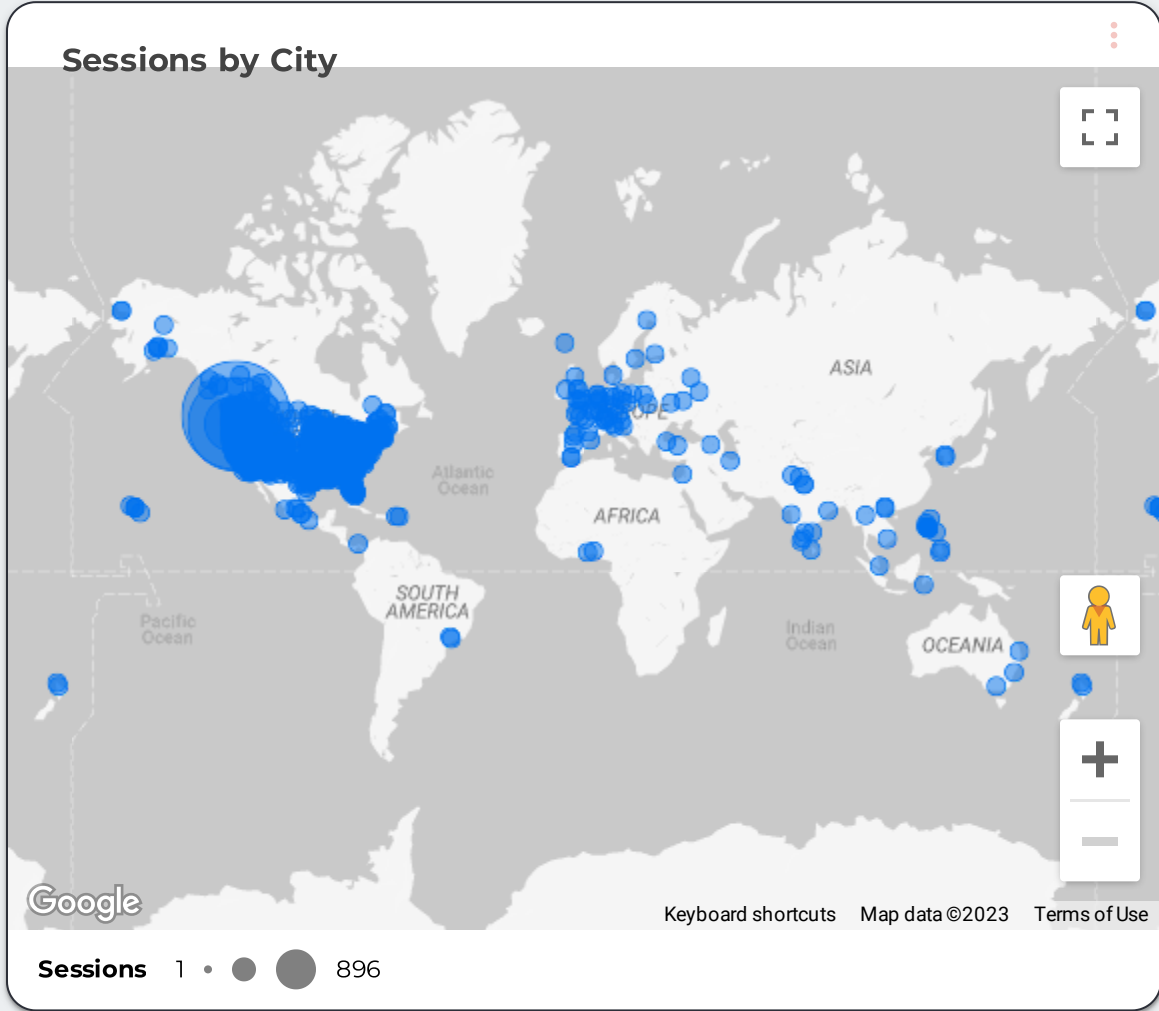 Sessions by City
ASIA
OPE
Atlantic
Ocean
AFRICA
SOUTH
AMERICA
Pacific
Ocean
Indian
Ocean
OCEANIA
Google
Keyboard shortcuts Map data ©2023 Terms of Use
Sessions 1 896